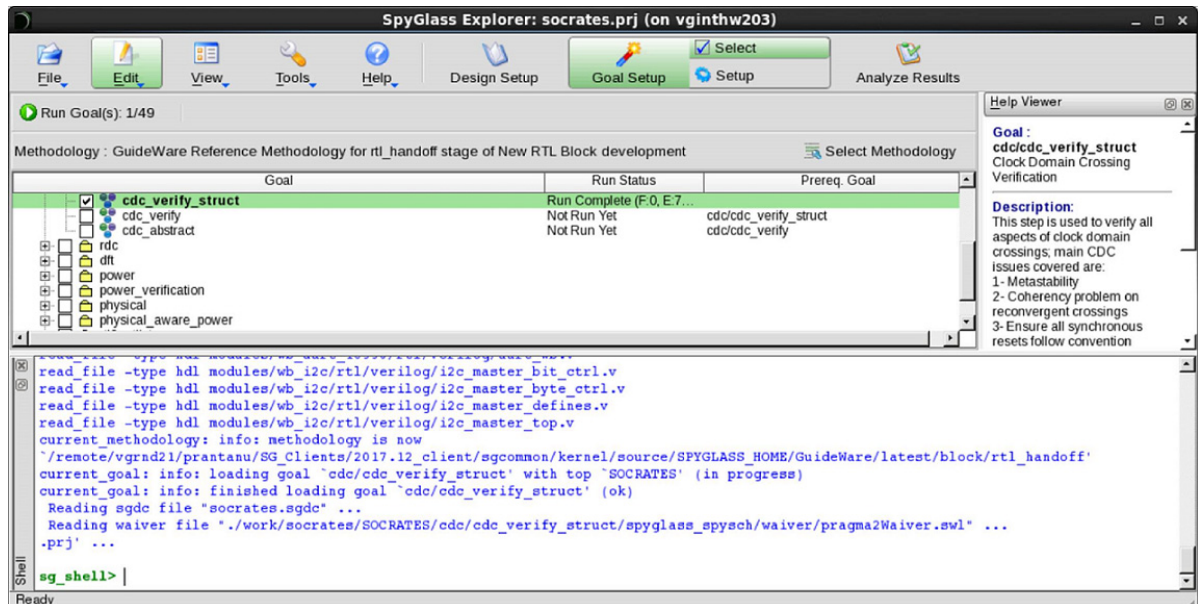 SpyGlass Explorer: socrates.prj (on vginthw203)
File Edit View Tools Help Design Setup Goal Setup Select Setup Analyze Results
Run Goal(s): 1/49
Methodology : GuideWare Reference Methodology for rtl_handoff stage of New RTL Block development Select Methodology
Goal Run Status Prereq. Goal
cdc_verify_struct Run Complete (F:0, E:7...
cdc_verify Not Run Yet cdc/cdc_verify_struct
cdc_abstract Not Run Yet cdc/cdc_verify
rdc
dft
power
power_verification
physical
physical_aware_power
Help Viewer
Goal :
cdc/cdc_verify_struct
Clock Domain Crossing
Verification
Description:
This step is used to verify all
aspects of clock domain
crossings; main CDC
issues covered are:
1- Metastability
2- Coherency problem on
reconvergent crossings
3- Ensure all synchronous
resets follow convention
read_file -type hdl modules/wb_i2c/rtl/verilog/i2c_master_bit_ctrl.v
read_file -type hdl modules/wb_i2c/rtl/verilog/i2c_master_byte_ctrl.v
read_file -type hdl modules/wb_i2c/rtl/verilog/i2c_master_defines.v
read_file -type hdl modules/wb_i2c/rtl/verilog/i2c_master_top.v
current_methodology: info: methodology is now
`/remote/vgrnd21/prantanu/SG_Clients/2017.12_client/sgcommon/kernel/source/SPYGLASS_HOME/GuideWare/latest/block/rtl_handoff'
current_goal: info: loading goal `cdc/cdc_verify_struct' with top `SOCRATES' (in progress)
current_goal: info: finished loading goal `cdc/cdc_verify_struct' (ok)
Reading sgdc file "socrates.sgdc" ...
Reading waiver file "./work/socrates/SOCRATES/cdc/cdc_verify_struct/spyglass_spysch/waiver/pragma2Waiver.swl" ...
.prj' ...
sg_shell>
Shell
Ready